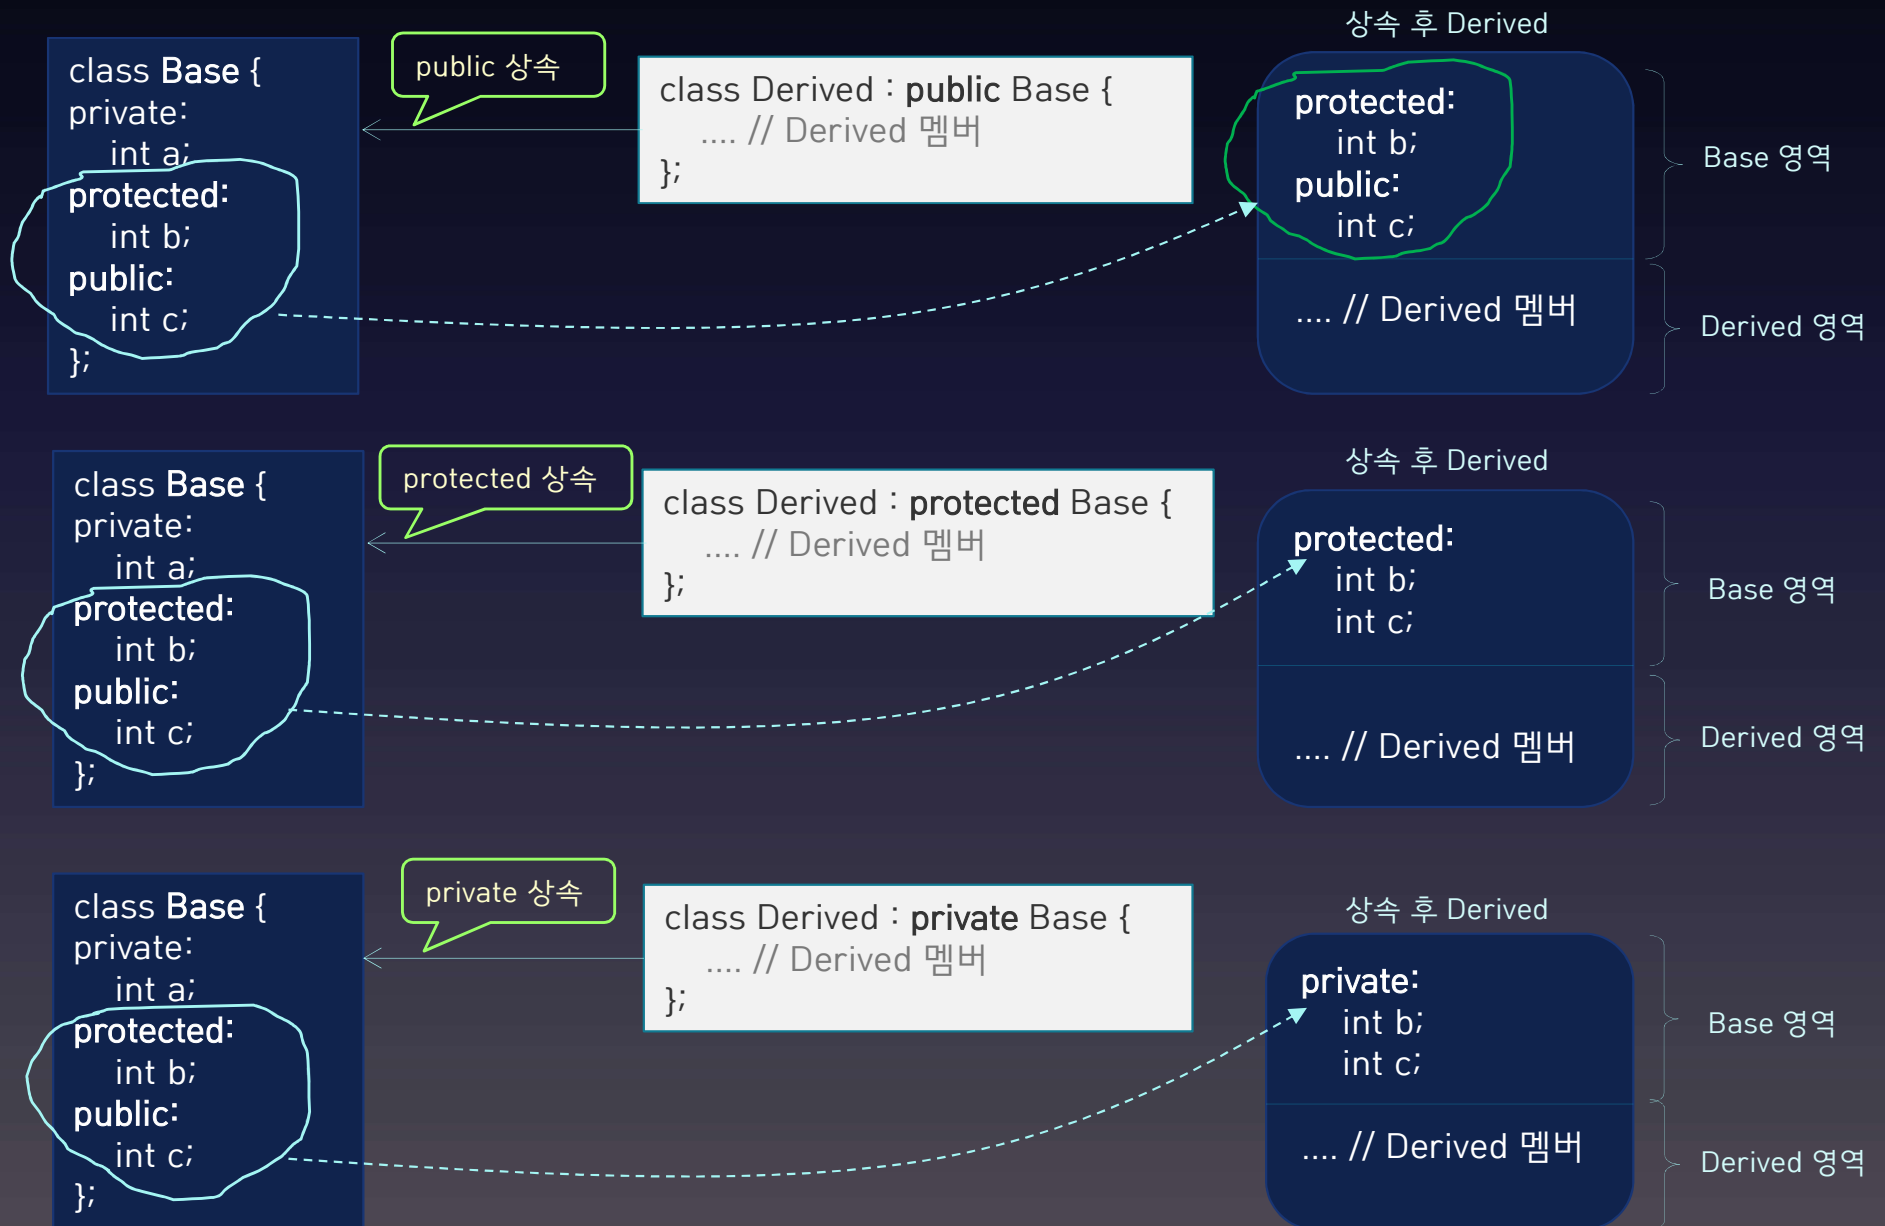 class Base {
private:
int a;
protected:
int b;
public:
int c;
};
public 상속
class Derived : public Base {
.... // Derived 멤버
};
상속 후 Derived
protected:
int b;
public:
int c;
.... // Derived 멤버
Base 영역
Derived 영역
class Base {
private:
int a;
protected:
int b;
public:
int c;
};
protected 상속
class Derived : protected Base {
.... // Derived 멤버
};
상속 후 Derived
protected:
int b;
int c;
.... // Derived 멤버
Base 영역
Derived 영역
class Base {
private:
int a;
protected:
int b;
public:
int c;
};
private 상속
class Derived : private Base {
.... // Derived 멤버
};
상속 후 Derived
private:
int b;
int c;
.... // Derived 멤버
Base 영역
Derived 영역